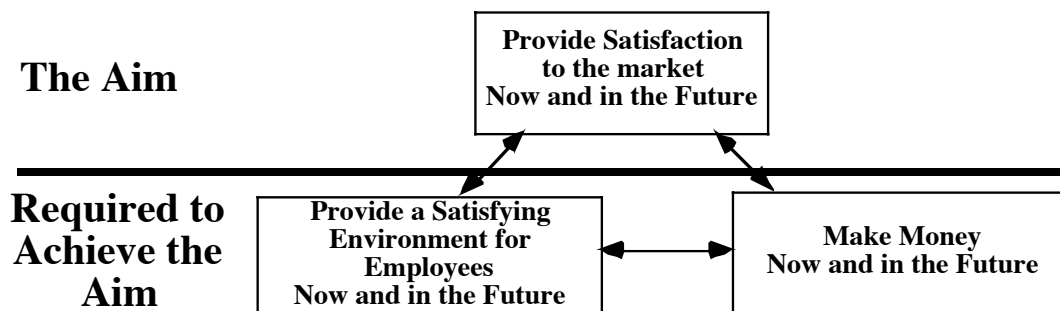 The Aim
Provide Satisfaction
to the market
Now and in the Future
Required to
Achieve the
Aim
Provide a Satisfying
Environment for
Employees
Now and in the Future
Make Money
Now and in the Future